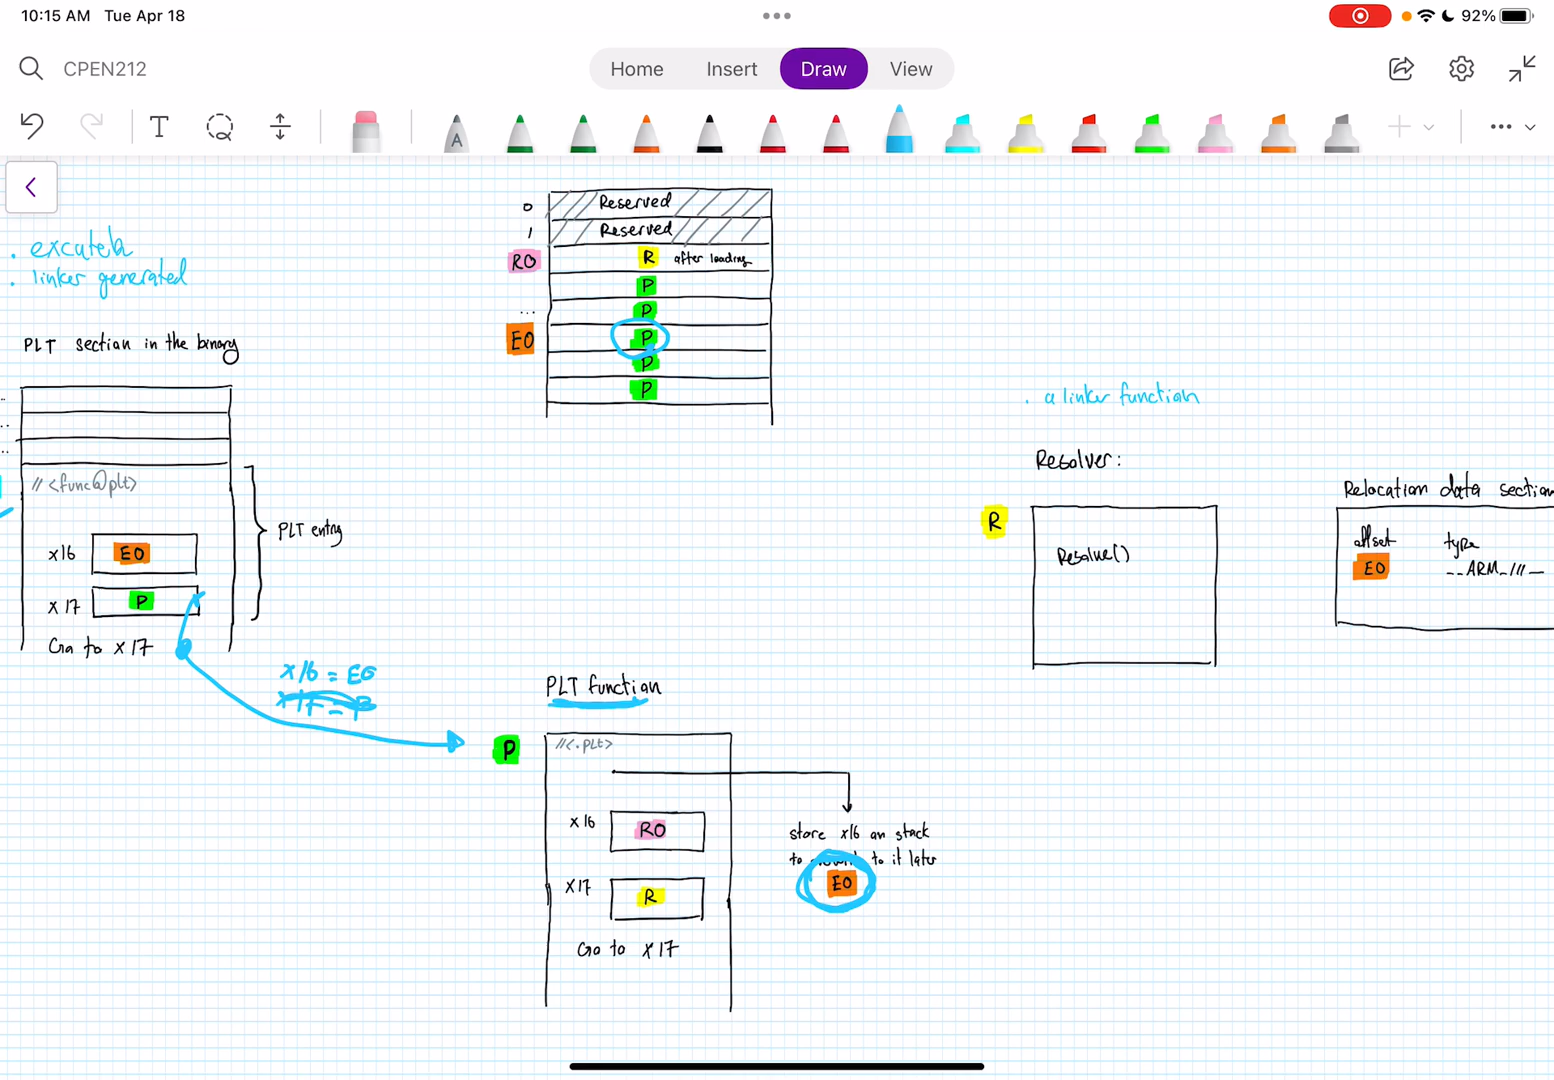 10:15 AM Tue Apr 18
92%
CPEN212
Home Insert Draw View
T
A
0 Reserved
1 Reserved
RO R after loading
P
... P
EO P
P
P
. excuteb
. linker generated
PLT section in the binary
// <func@plt>
x16 EO
x17 P
Go to x17
PLT entry
x16 = EO
x17 = P
. a linker function
Resolver:
R
Resolve()
Relocation data section
offset type
EO --ARM_///_
PLT function
P
//<.plt>
x16 RO
x17 R
Go to x17
store x16 on stack
to to it later
EO